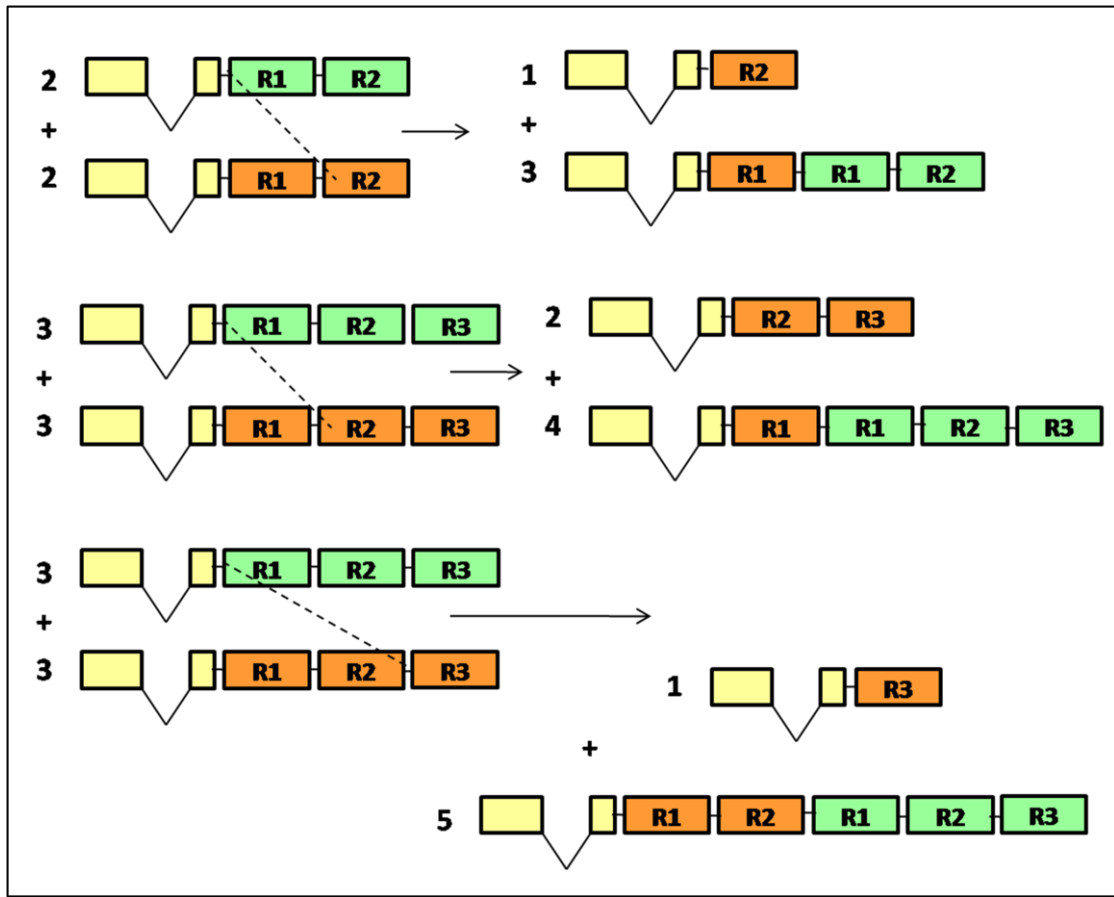 2 R1 R2
+
2 R1 R2
1 R2
+
3 R1 R1 R2
3 R1 R2 R3
+
3 R1 R2 R3
2 R2 R3
+
4 R1 R1 R2 R3
3 R1 R2 R3
+
3 R1 R2 R3
1 R3
+
5 R1 R2 R1 R2 R3